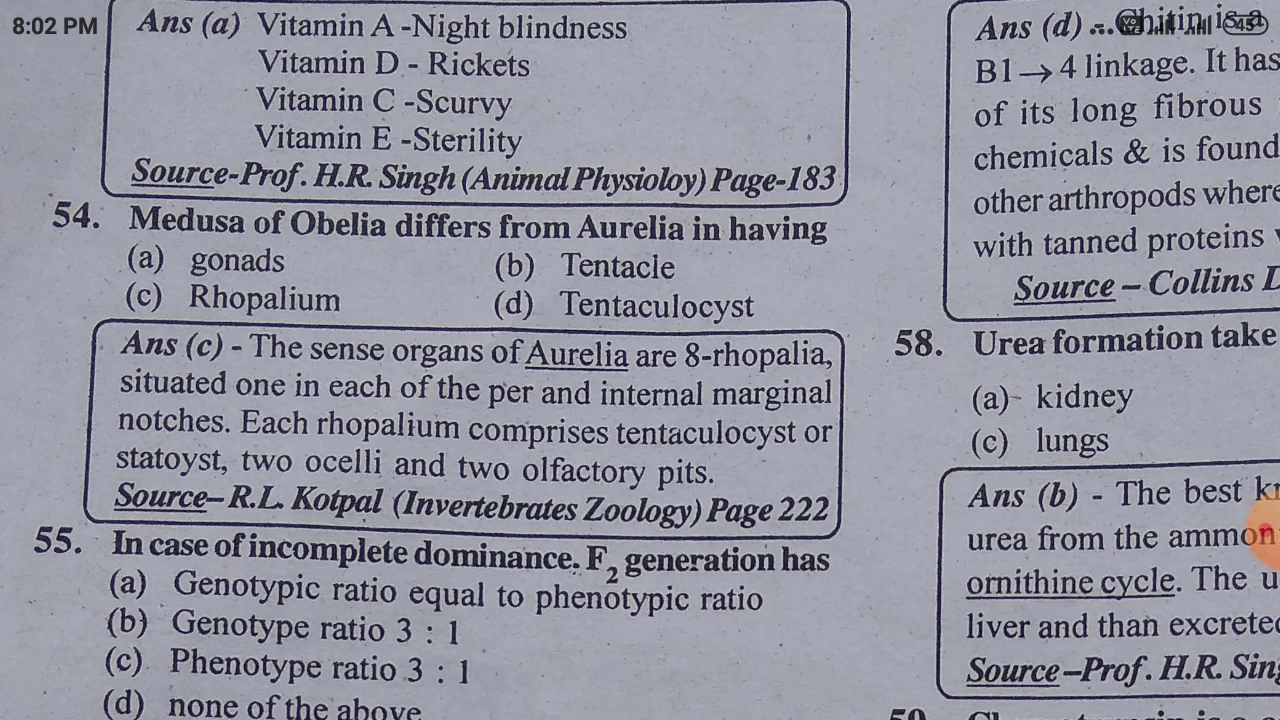 8:02 PM
Ans (a) Vitamin A -Night blindness
Vitamin D - Rickets
Vitamin C -Scurvy
Vitamin E -Sterility
Source-Prof. H.R. Singh (Animal Physioloy) Page-183
54. Medusa of Obelia differs from Aurelia in having
(a) gonads (b) Tentacle
(c) Rhopalium (d) Tentaculocyst
Ans (c) - The sense organs of Aurelia are 8-rhopalia,
situated one in each of the per and internal marginal
notches. Each rhopalium comprises tentaculocyst or
statoyst, two ocelli and two olfactory pits.
Source– R.L. Kotpal (Invertebrates Zoology) Page 222
55. In case of incomplete dominance. F2 generation has
(a) Genotypic ratio equal to phenotypic ratio
(b) Genotype ratio 3 : 1
(c) Phenotype ratio 3 : 1
(d) none of the above
Ans (d) - Chitin is a
B1→4 linkage. It has
of its long fibrous
chemicals & is found
other arthropods where
with tanned proteins
Source – Collins
58. Urea formation take
(a) kidney
(c) lungs
Ans (b) - The best
urea from the ammon
ornithine cycle. The u
liver and than excreted
Source –Prof. H.R. Sing
59.